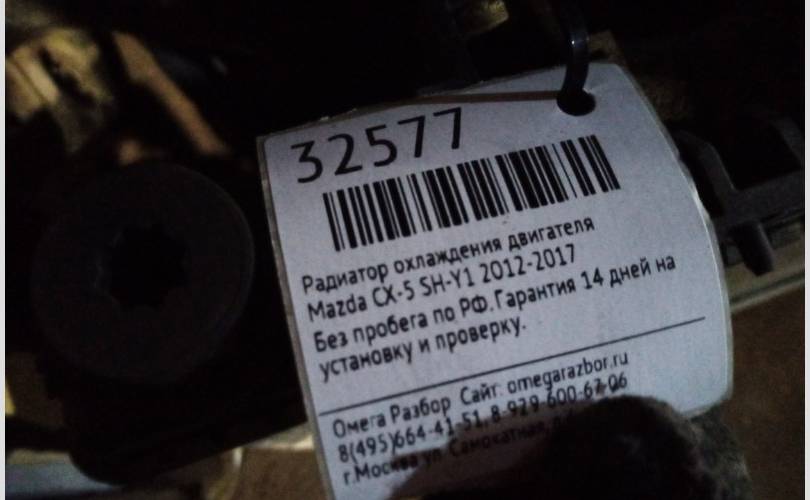 32577
Радиатор охлаждения двигателя
Mazda CX-5 SH-Y1 2012-2017
Без пробега по РФ.Гарантия 14 дней на
установку и проверку.
Омега Разбор Сайт: omegarazbor.ru
8(495)664-41-51, 8-929-600-67-06
г.Москва ул. Самокатная,